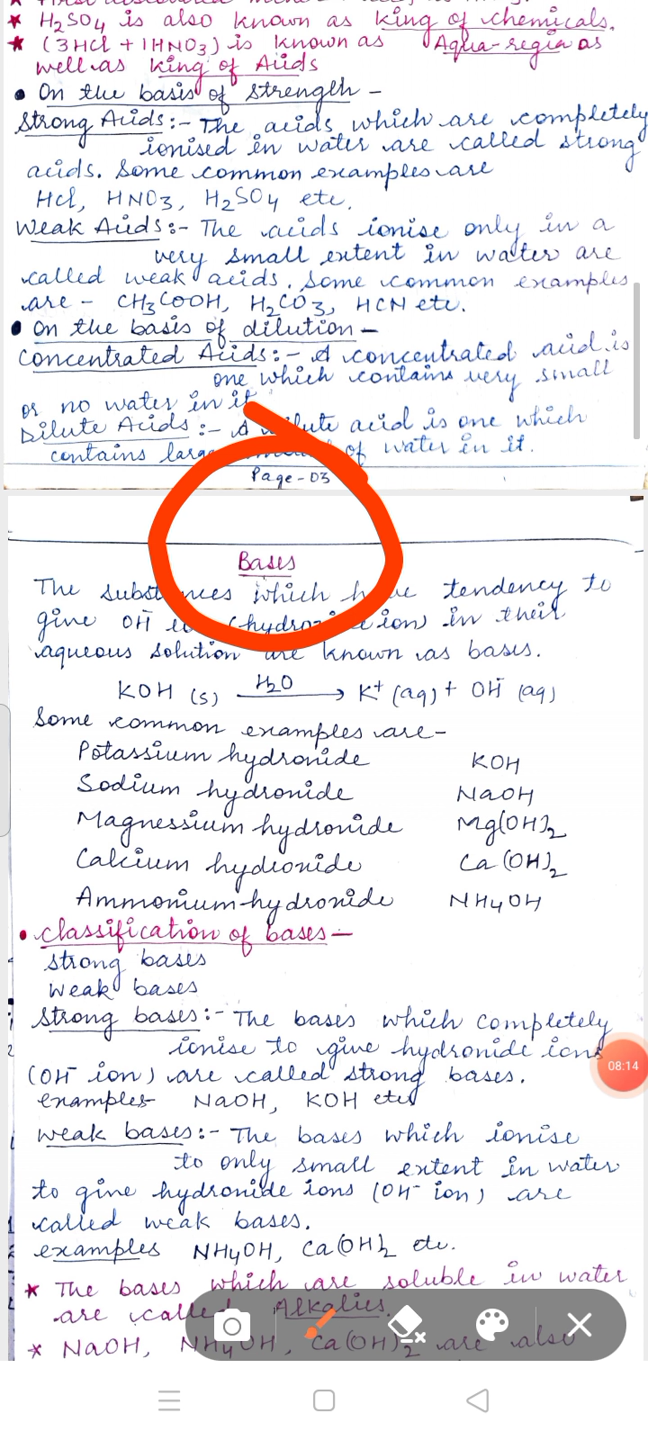 ★ H₂SO₄ is also known as king of chemicals.
★ (3HCl + 1HNO₃) is known as Aqua-regia as
well as king of Acids
• On the basis of strength –
Strong Acids:- The acids which are completely
ionised in water are called strong
acids. Some common examples are
HCl, HNO₃, H₂SO₄ etc.
Weak Acids:- The acids ionise only in a
very small extent in water are
called weak acids. Some common examples
are – CH₃COOH, H₂CO₃, HCN etc.
• On the basis of dilution –
Concentrated Acids:- A concentrated acid is
one which contains very small
or no water in it
Dilute Acids :- A dilute acid is one which
contains large of water in it.
Page-03
Bases
The substances which have tendency to
give OH⁻ (hydroxide ion) in their
aqueous solution are known as bases.
KOH (s) H₂O → K⁺ (aq) + OH⁻ (aq)
Some common examples are–
Potassium hydroxide KOH
Sodium hydroxide NaOH
Magnessium hydroxide Mg(OH)₂
Calcium hydroxide Ca(OH)₂
Ammonium-hydroxide NH₄OH
• Classification of bases –
strong bases
weak bases
Strong bases:- The bases which completely
ionise to give hydroxide ions
(OH⁻ ion) are called strong bases.
examples- NaOH, KOH etc
Weak bases:- The bases which ionise
to only small extent in water
to give hydroxide ions (OH⁻ ion) are
called weak bases.
examples NH₄OH, Ca(OH)₂ etc.
★ The bases which are soluble in water
are called Alkalies.
★ NaOH, NH₄OH, Ca(OH)₂ are also
08:14